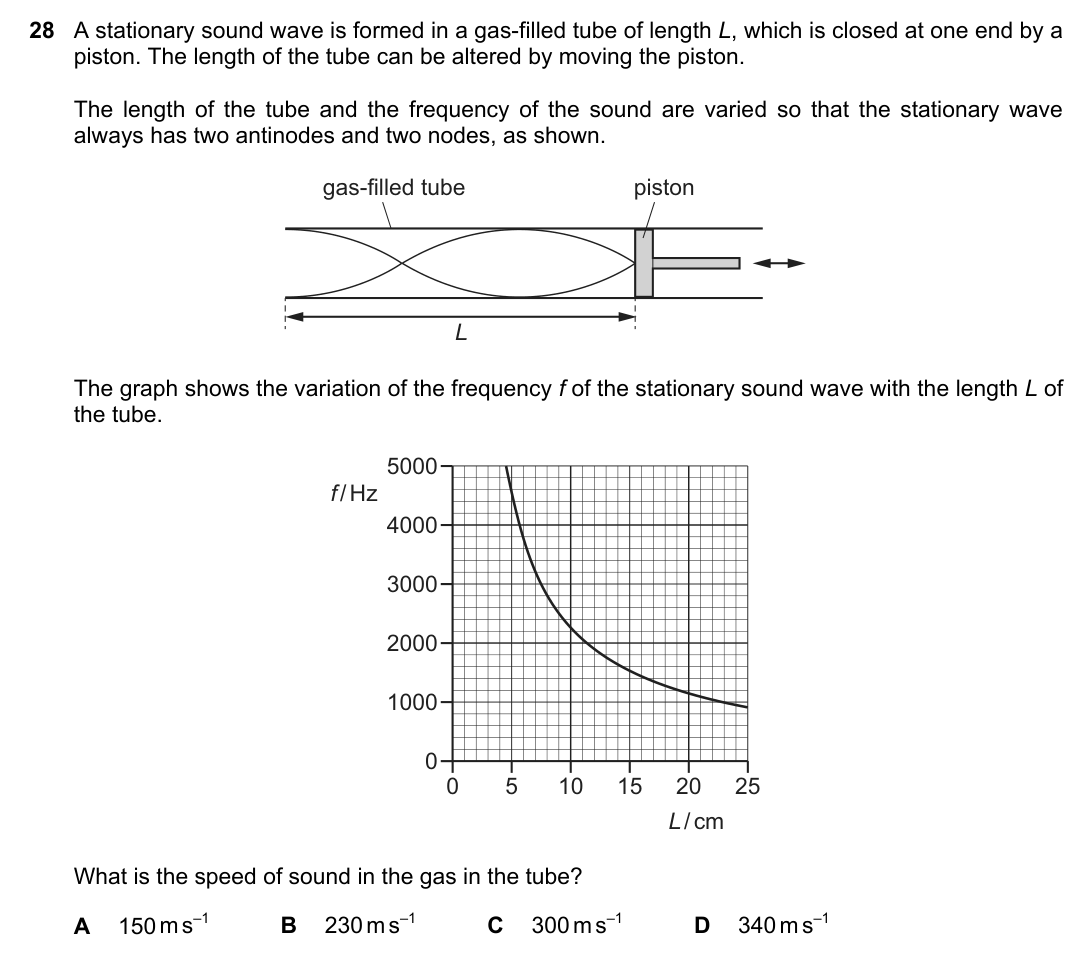 28 A stationary sound wave is formed in a gas-filled tube of length L, which is closed at one end by a
piston. The length of the tube can be altered by moving the piston.
The length of the tube and the frequency of the sound are varied so that the stationary wave
always has two antinodes and two nodes, as shown.
gas-filled tube piston
L
The graph shows the variation of the frequency f of the stationary sound wave with the length L of
the tube.
5000
f/Hz
4000
3000
2000
1000
0
0 5 10 15 20 25
L/cm
What is the speed of sound in the gas in the tube?
A 150 m s⁻¹ B 230 m s⁻¹ C 300 m s⁻¹ D 340 m s⁻¹